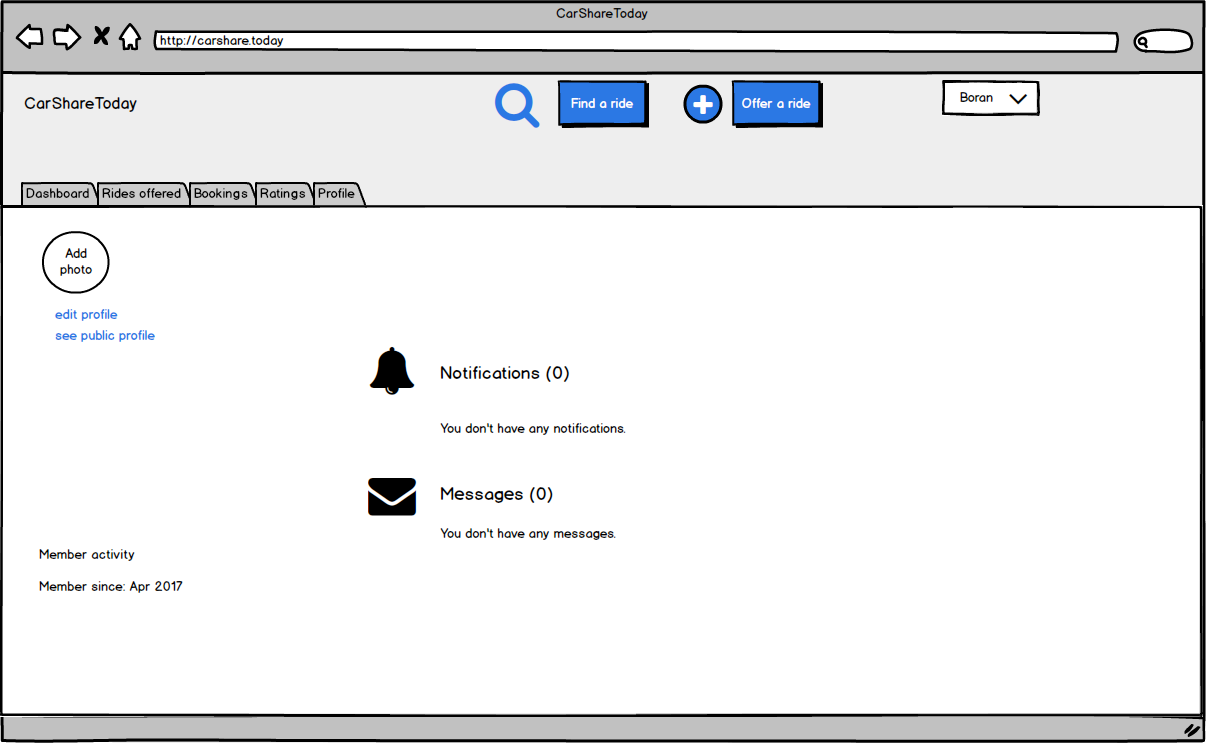 CarShareToday
http://carshare.today
CarShareToday
Find a ride
Offer a ride
Boran
Dashboard
Rides offered
Bookings
Ratings
Profile
Add
photo
edit profile
see public profile
Notifications (0)
You don't have any notifications.
Messages (0)
You don't have any messages.
Member activity
Member since: Apr 2017